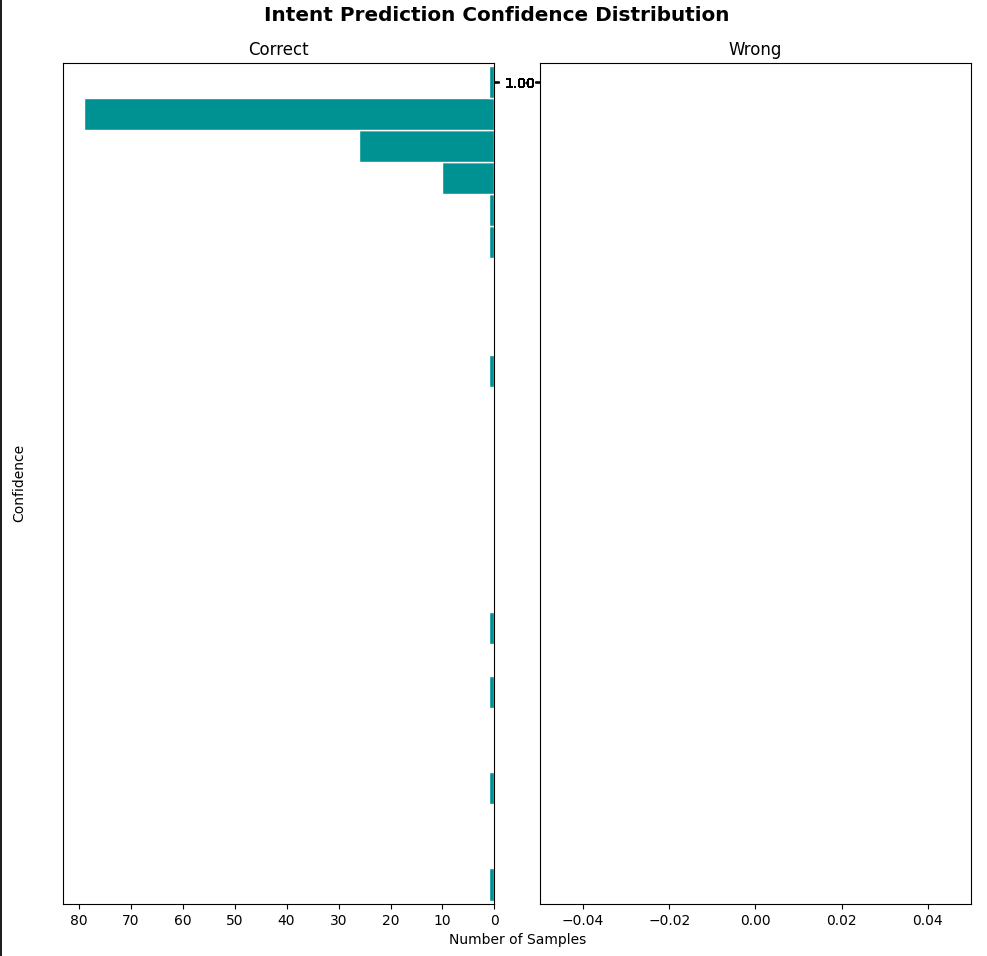 Intent Prediction Confidence Distribution
Correct
Wrong
1.00
Confidence
80 70 60 50 40 30 20 10 0
−0.04 −0.02 0.00 0.02 0.04
Number of Samples